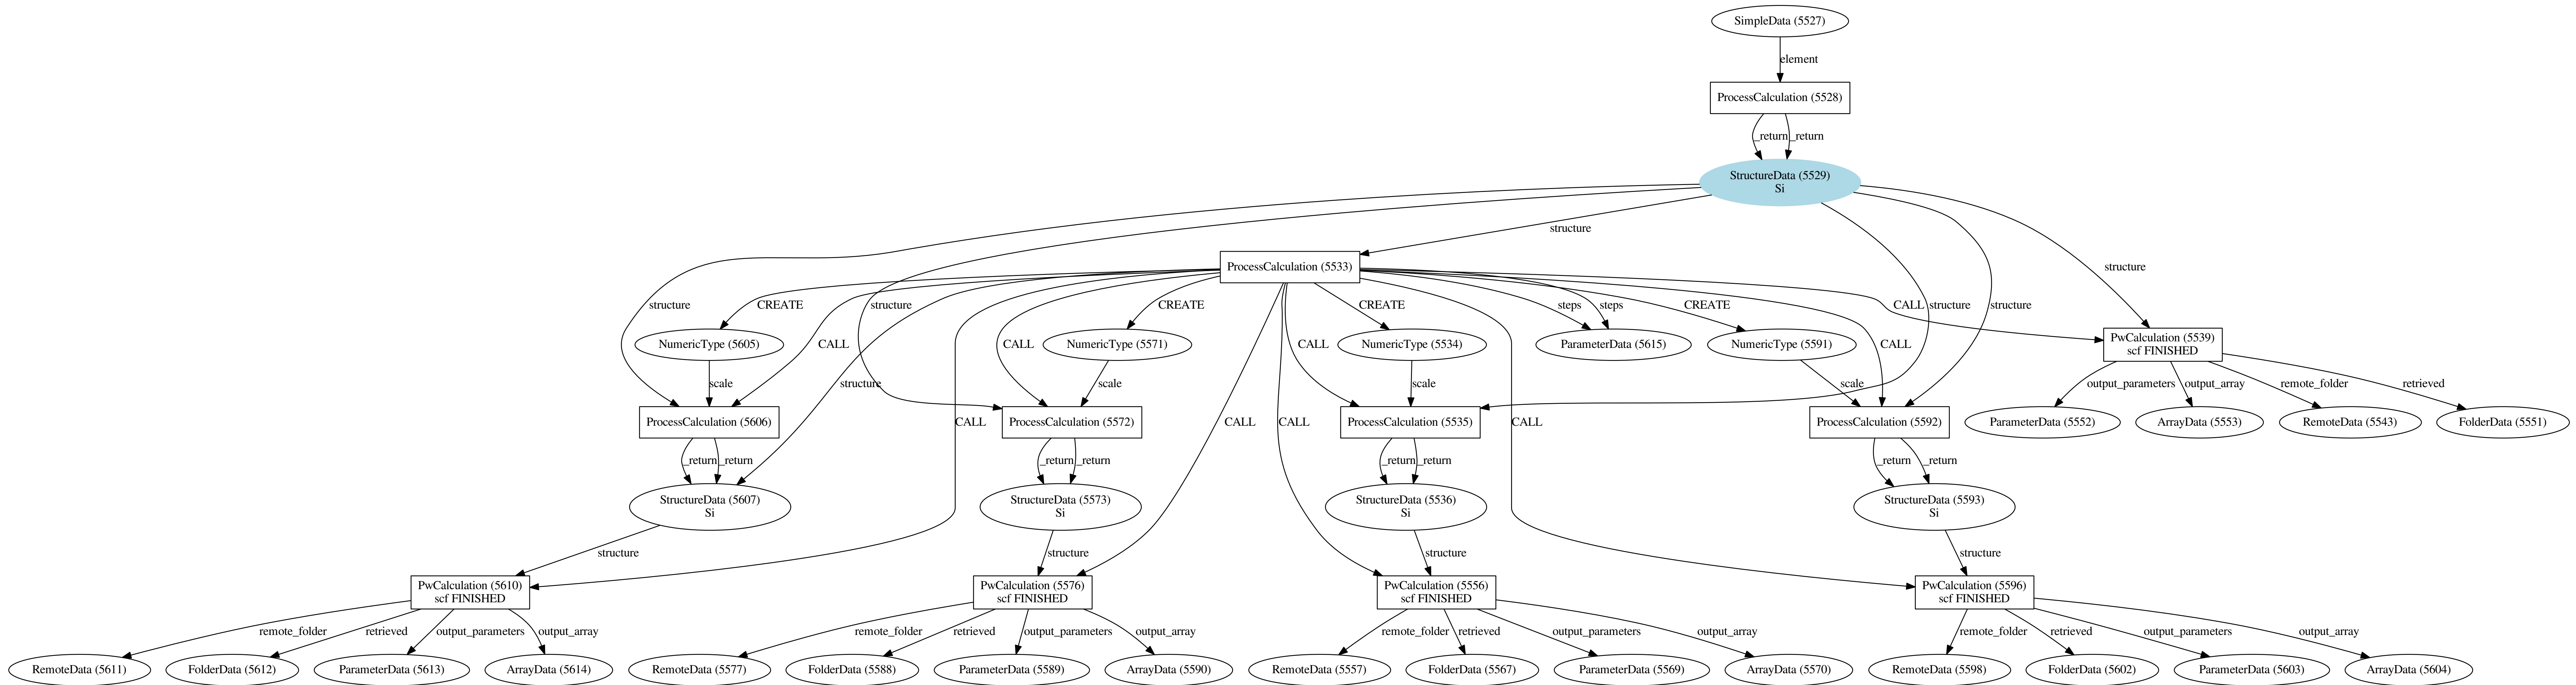 SimpleData (5527)
element
ProcessCalculation (5528)
_return _return
StructureData (5529)
Si
structure
ProcessCalculation (5533)
structure
structure CREATE structure CREATE CREATE steps steps CREATE CALL structure structure
NumericType (5605) CALL NumericType (5571) CALL CALL NumericType (5534) ParameterData (5615) NumericType (5591) CALL
PwCalculation (5539)
scf FINISHED
scale structure scale scale scale output_parameters output_array remote_folder retrieved
ProcessCalculation (5606) CALL ProcessCalculation (5572) CALL CALL ProcessCalculation (5535) CALL ProcessCalculation (5592) ParameterData (5552) ArrayData (5553) RemoteData (5543) FolderData (5551)
_return _return _return _return _return _return _return _return
StructureData (5607)
Si
StructureData (5573)
Si
StructureData (5536)
Si
StructureData (5593)
Si
structure structure structure structure
PwCalculation (5610)
scf FINISHED
PwCalculation (5576)
scf FINISHED
PwCalculation (5556)
scf FINISHED
PwCalculation (5596)
scf FINISHED
remote_folder retrieved output_parameters output_array remote_folder retrieved output_parameters output_array remote_folder retrieved output_parameters output_array remote_folder retrieved output_parameters output_array
RemoteData (5611) FolderData (5612) ParameterData (5613) ArrayData (5614) RemoteData (5577) FolderData (5588) ParameterData (5589) ArrayData (5590) RemoteData (5557) FolderData (5567) ParameterData (5569) ArrayData (5570) RemoteData (5598) FolderData (5602) ParameterData (5603) ArrayData (5604)